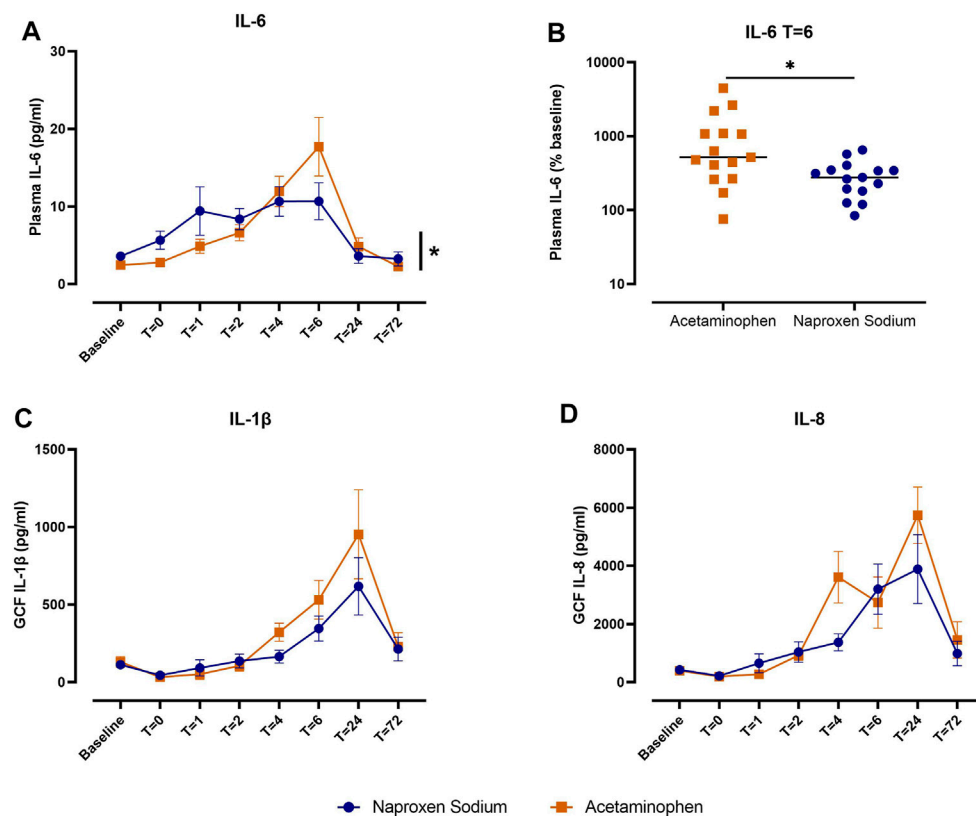 A
IL-6
Plasma IL-6 (pg/ml)
30
20
10
0
Baseline
T=0
T=1
T=2
T=4
T=6
T=24
T=72
*
B
IL-6 T=6
Plasma IL-6 (% baseline)
10000
1000
100
10
*
Acetaminophen
Naproxen Sodium
C
IL-1β
GCF IL-1β (pg/ml)
1500
1000
500
0
Baseline
T=0
T=1
T=2
T=4
T=6
T=24
T=72
D
IL-8
GCF IL-8 (pg/ml)
8000
6000
4000
2000
0
Baseline
T=0
T=1
T=2
T=4
T=6
T=24
T=72
Naproxen Sodium
Acetaminophen